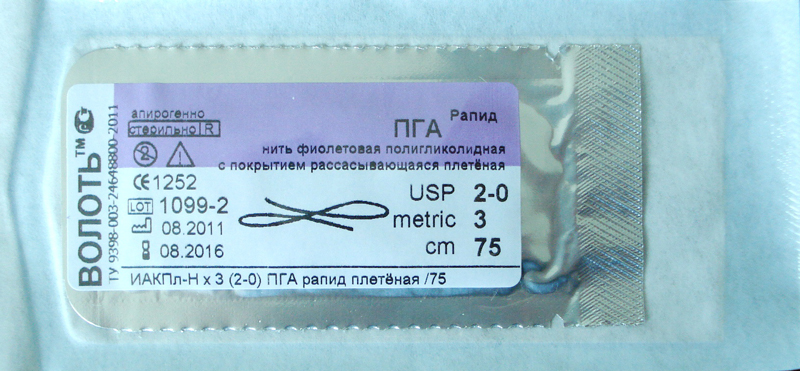 ВОЛОТЬ™
ТУ 9398-003-24648800-2011
апирогенно
стерильно R
Рапид
ПГА
нить фиолетовая полигликолидная
с покрытием рассасывающаяся плетёная
CE 1252
LOT 1099-2
08.2011
08.2016
USP 2-0
metric 3
cm 75
ИАКПл-Н х 3 (2-0) ПГА рапид плетёная /75